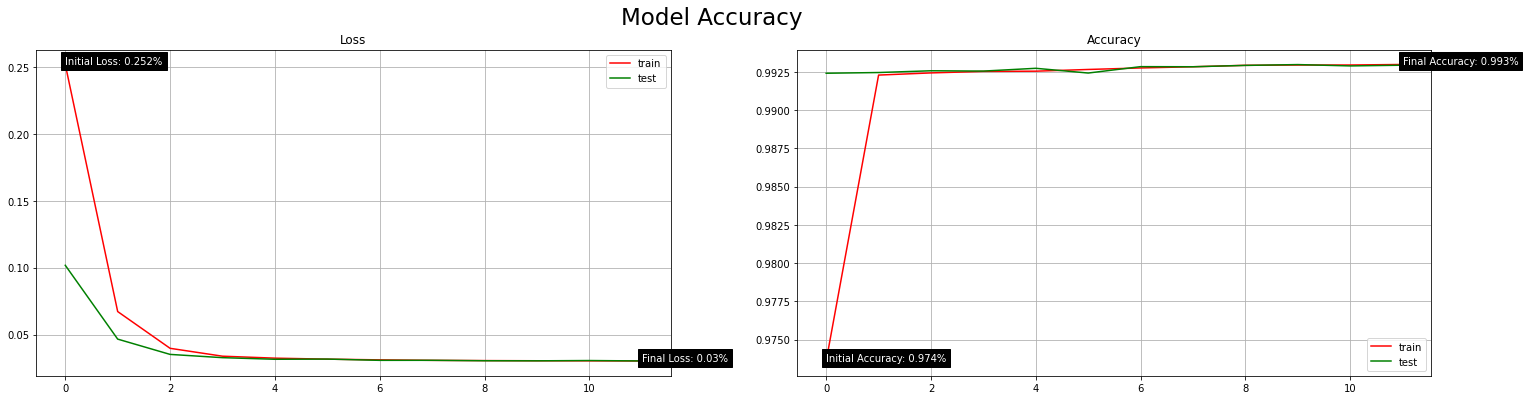 Model Accuracy
Loss
Initial Loss: 0.252%
train
test
0.25
0.20
0.15
0.10
0.05
Final Loss: 0.03%
0 2 4 6 8 10
Accuracy
Final Accuracy: 0.993%
0.9925
0.9900
0.9875
0.9850
0.9825
0.9800
0.9775
0.9750
Initial Accuracy: 0.974%
train
test
0 2 4 6 8 10